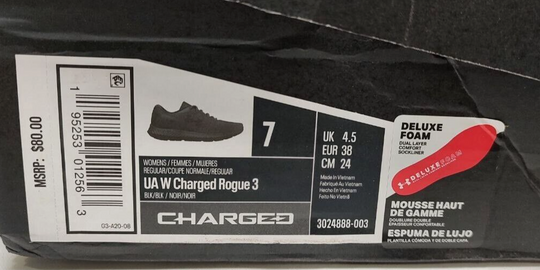 MSRP: $80.00
1 95253 01256 3
03-A20-08
7
WOMENS / FEMMES / MUJERES
REGULAR/COUPE NORMALE/REGULAR
UA W Charged Rogue 3
BLK/BLK / NOIR/NOIR
CHARGED
UK 4.5
EUR 38
CM 24
Made In Vietnam
Fabriqué Au Vietnam
Hecho En Vietnam
Feito No Vietnã
3024888-003
DELUXE
FOAM
DUAL LAYER
COMFORT
SOCKLINER
DELUXEFOAM
MOUSSE HAUT
DE GAMME
DOUBLURE DOUBLE
ÉPAISSEUR CONFORTABLE
ESPUMA DE LUJO
PLANTILLA CÓMODA Y DE DOBLE CAPA.